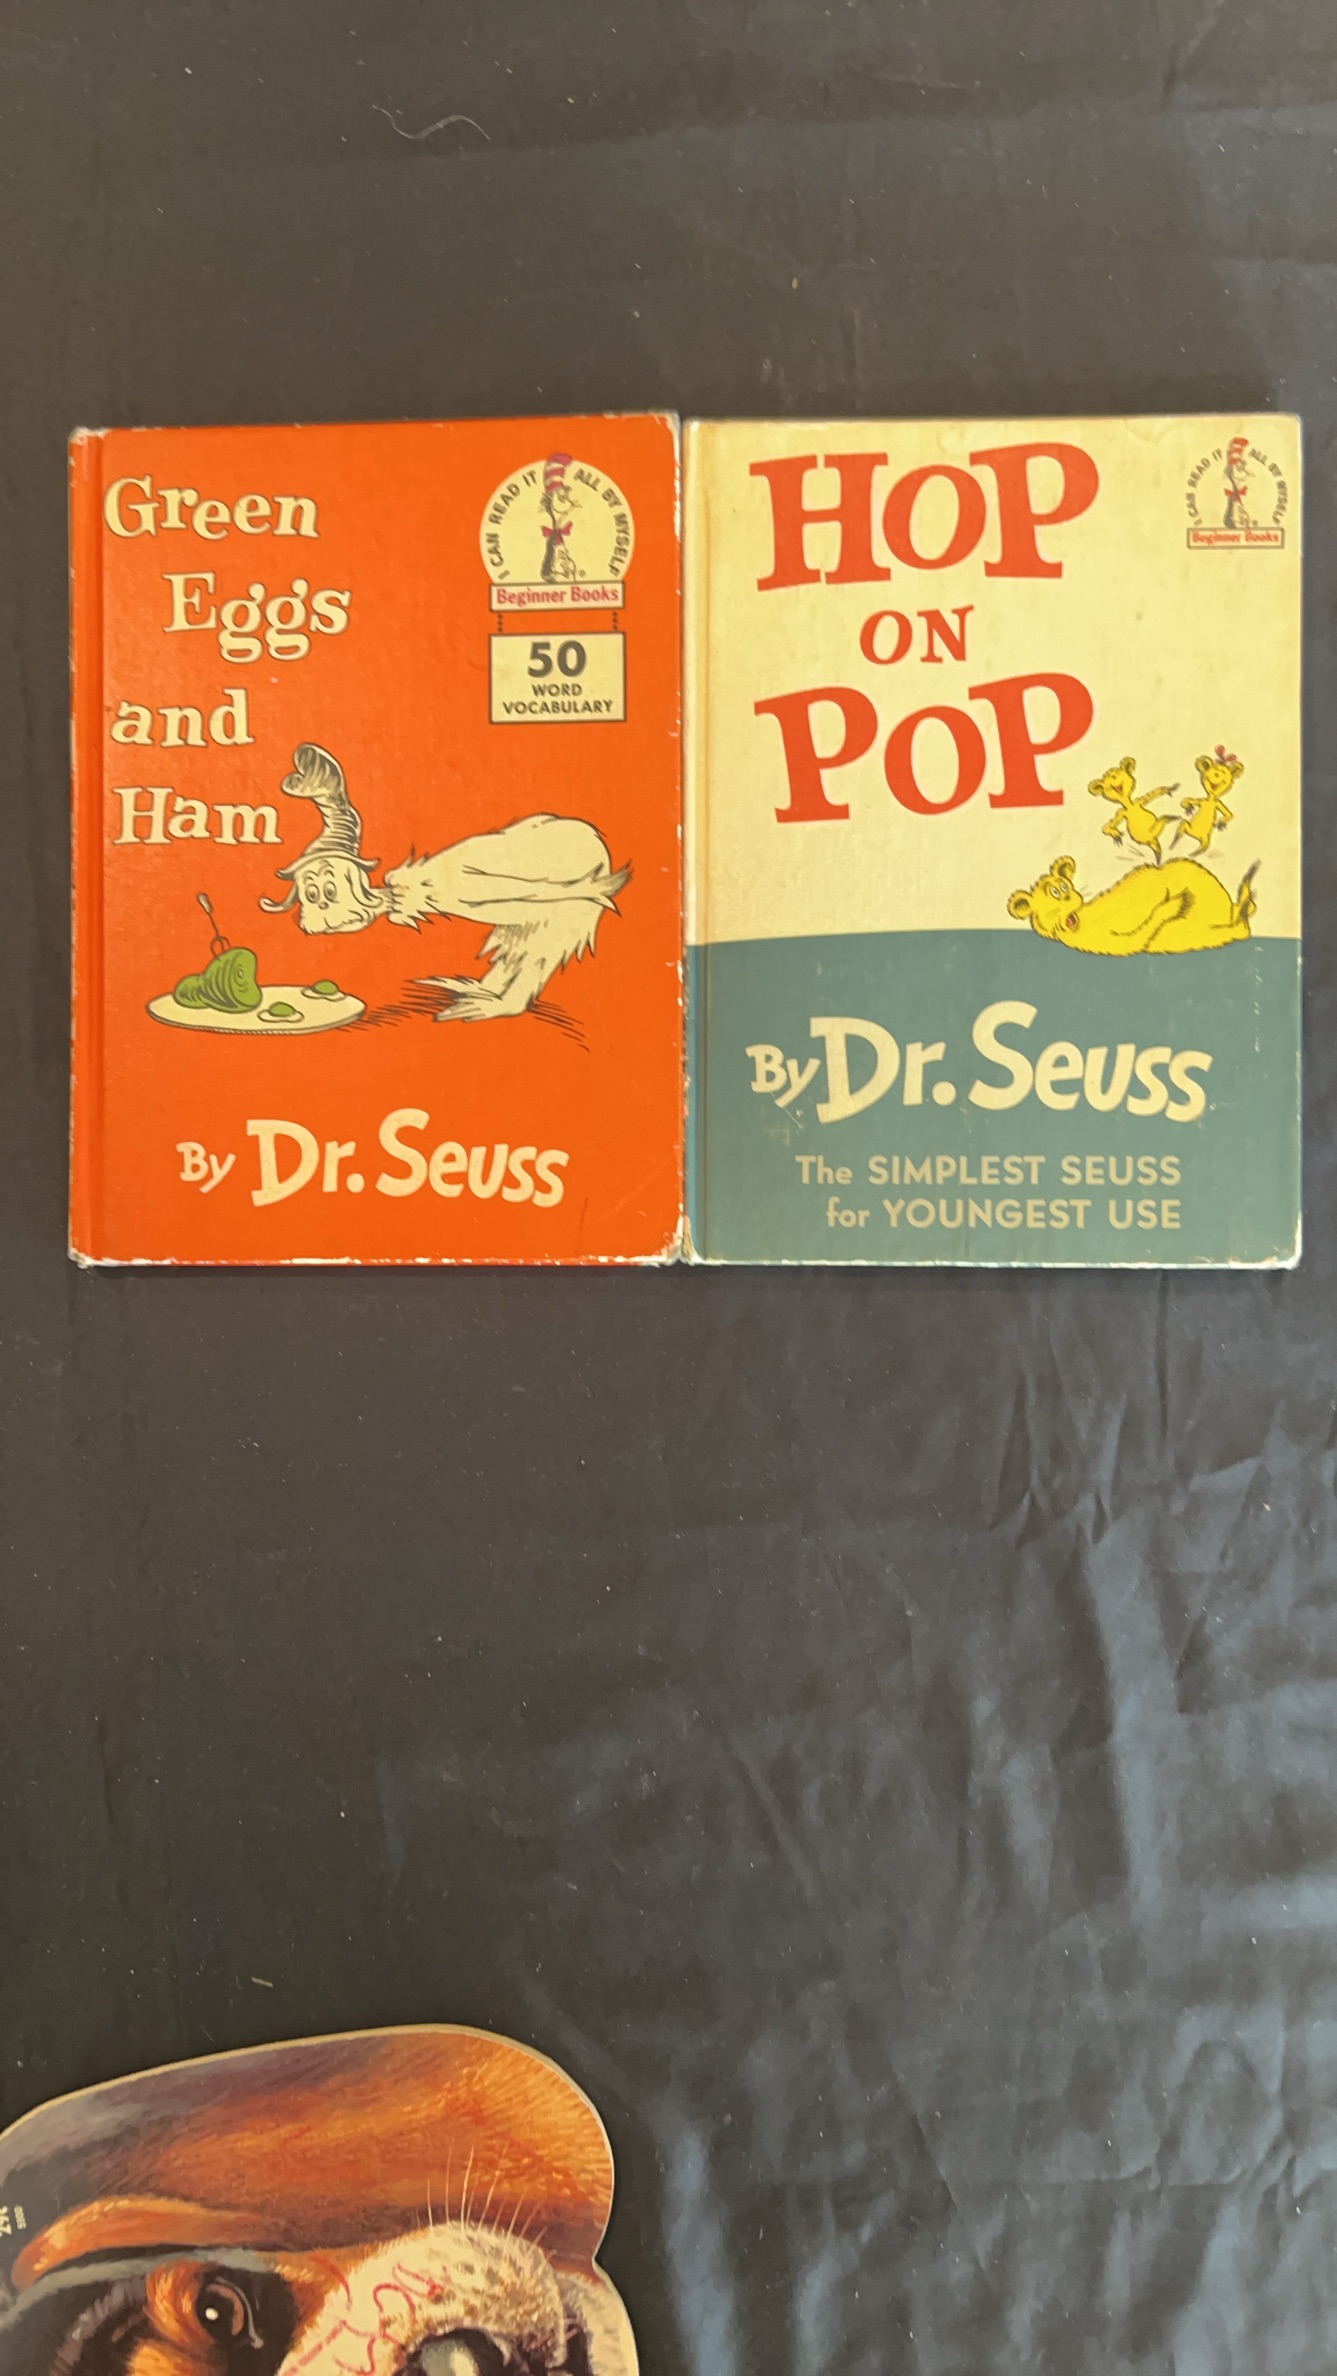 Green
Eggs
and
Ham
I CAN READ IT ALL BY MYSELF
Beginner Books
50
WORD
VOCABULARY
By Dr. Seuss
HOP
ON
POP
I CAN READ IT ALL BY MYSELF
Beginner Books
By Dr. Seuss
The SIMPLEST SEUSS
for YOUNGEST USE
29¢